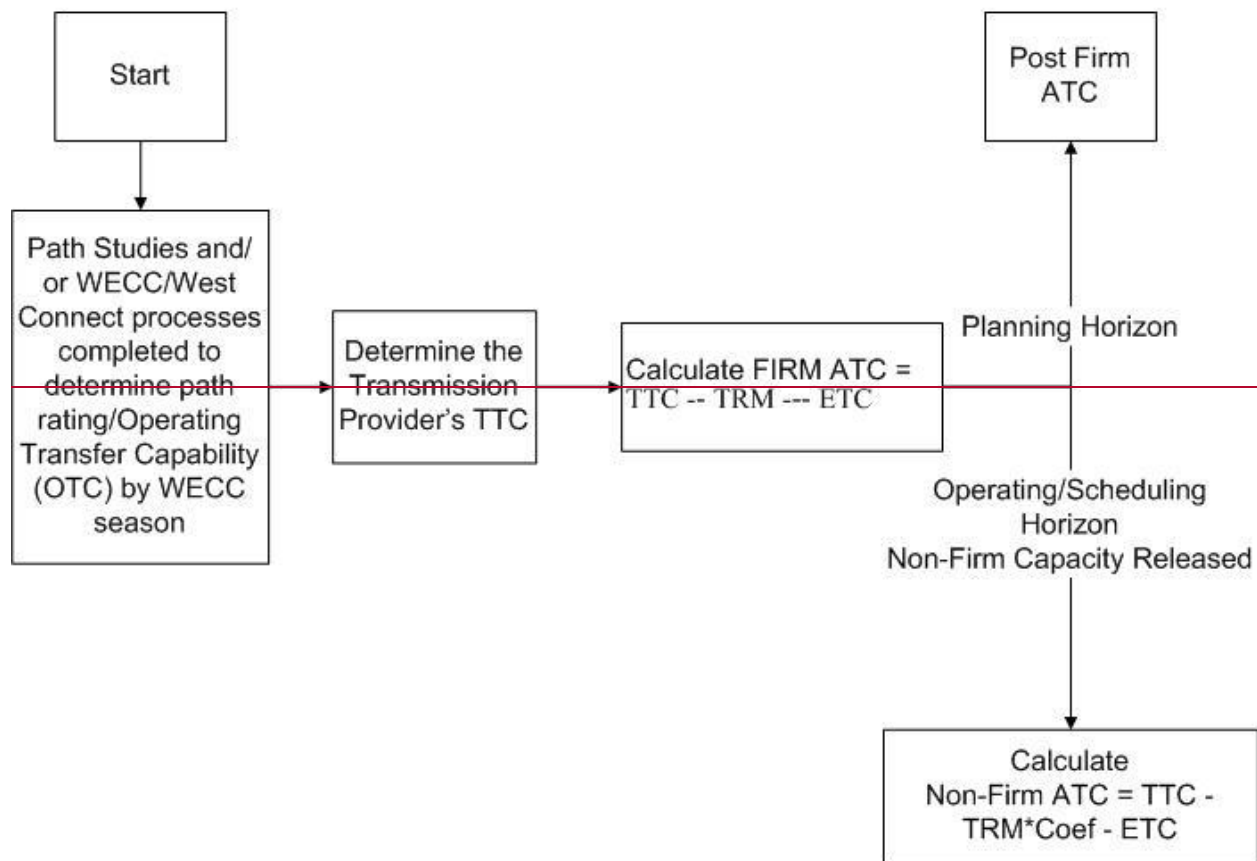 Start
Post Firm
ATC
Path Studies and/
or WECC/West
Connect processes
completed to
determine path
rating/Operating
Transfer Capability
(OTC) by WECC
season
Determine the
Transmission
Provider's TTC
Calculate FIRM ATC =
TTC -- TRM --- ETC
Planning Horizon
Operating/Scheduling
Horizon
Non-Firm Capacity Released
Calculate
Non-Firm ATC = TTC -
TRM*Coef - ETC